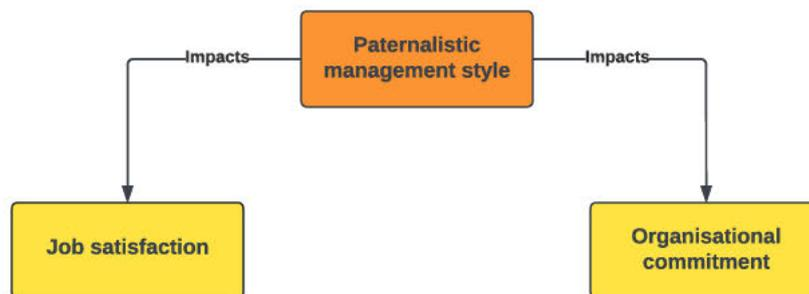 Paternalistic
management style
Impacts
Impacts
Job satisfaction
Organisational
commitment